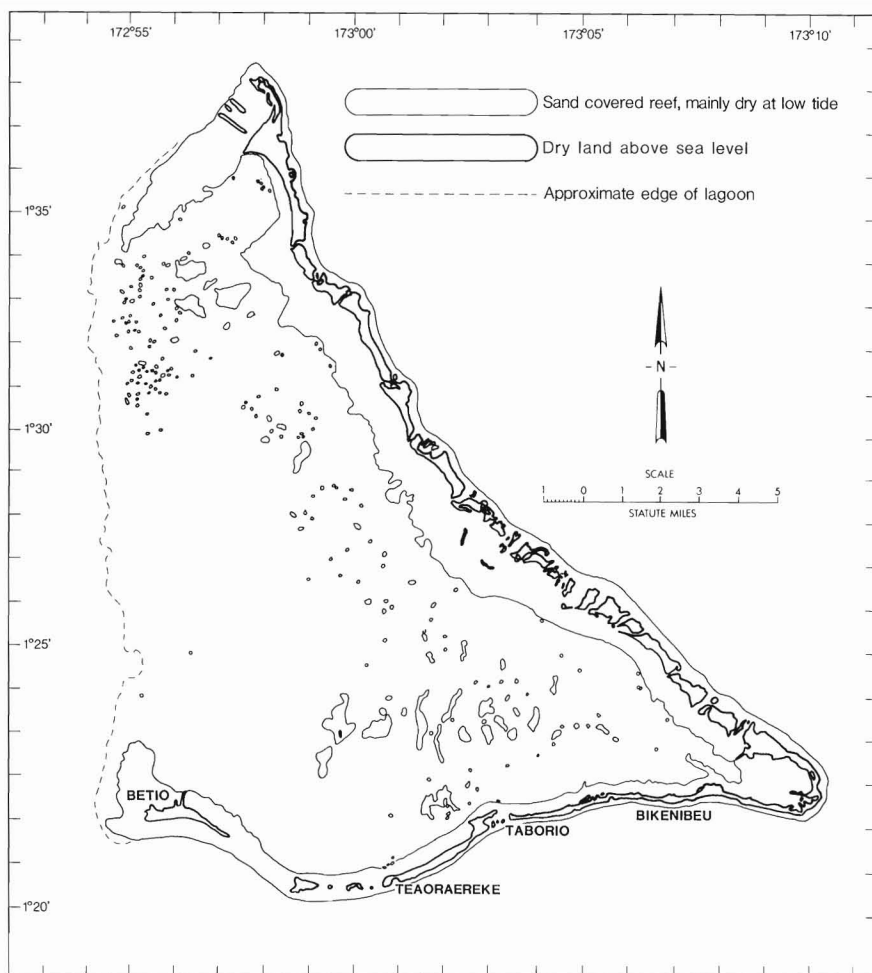 172°55' 173°00' 173°05' 173°10'
Sand covered reef, mainly dry at low tide
Dry land above sea level
Approximate edge of lagoon
1°35'
-N-
1°30'
SCALE
1 0 1 2 3 4 5
STATUTE MILES
1°25'
BETIO
TABORIO
BIKENIBEU
TEAORAEREKE
1°20'